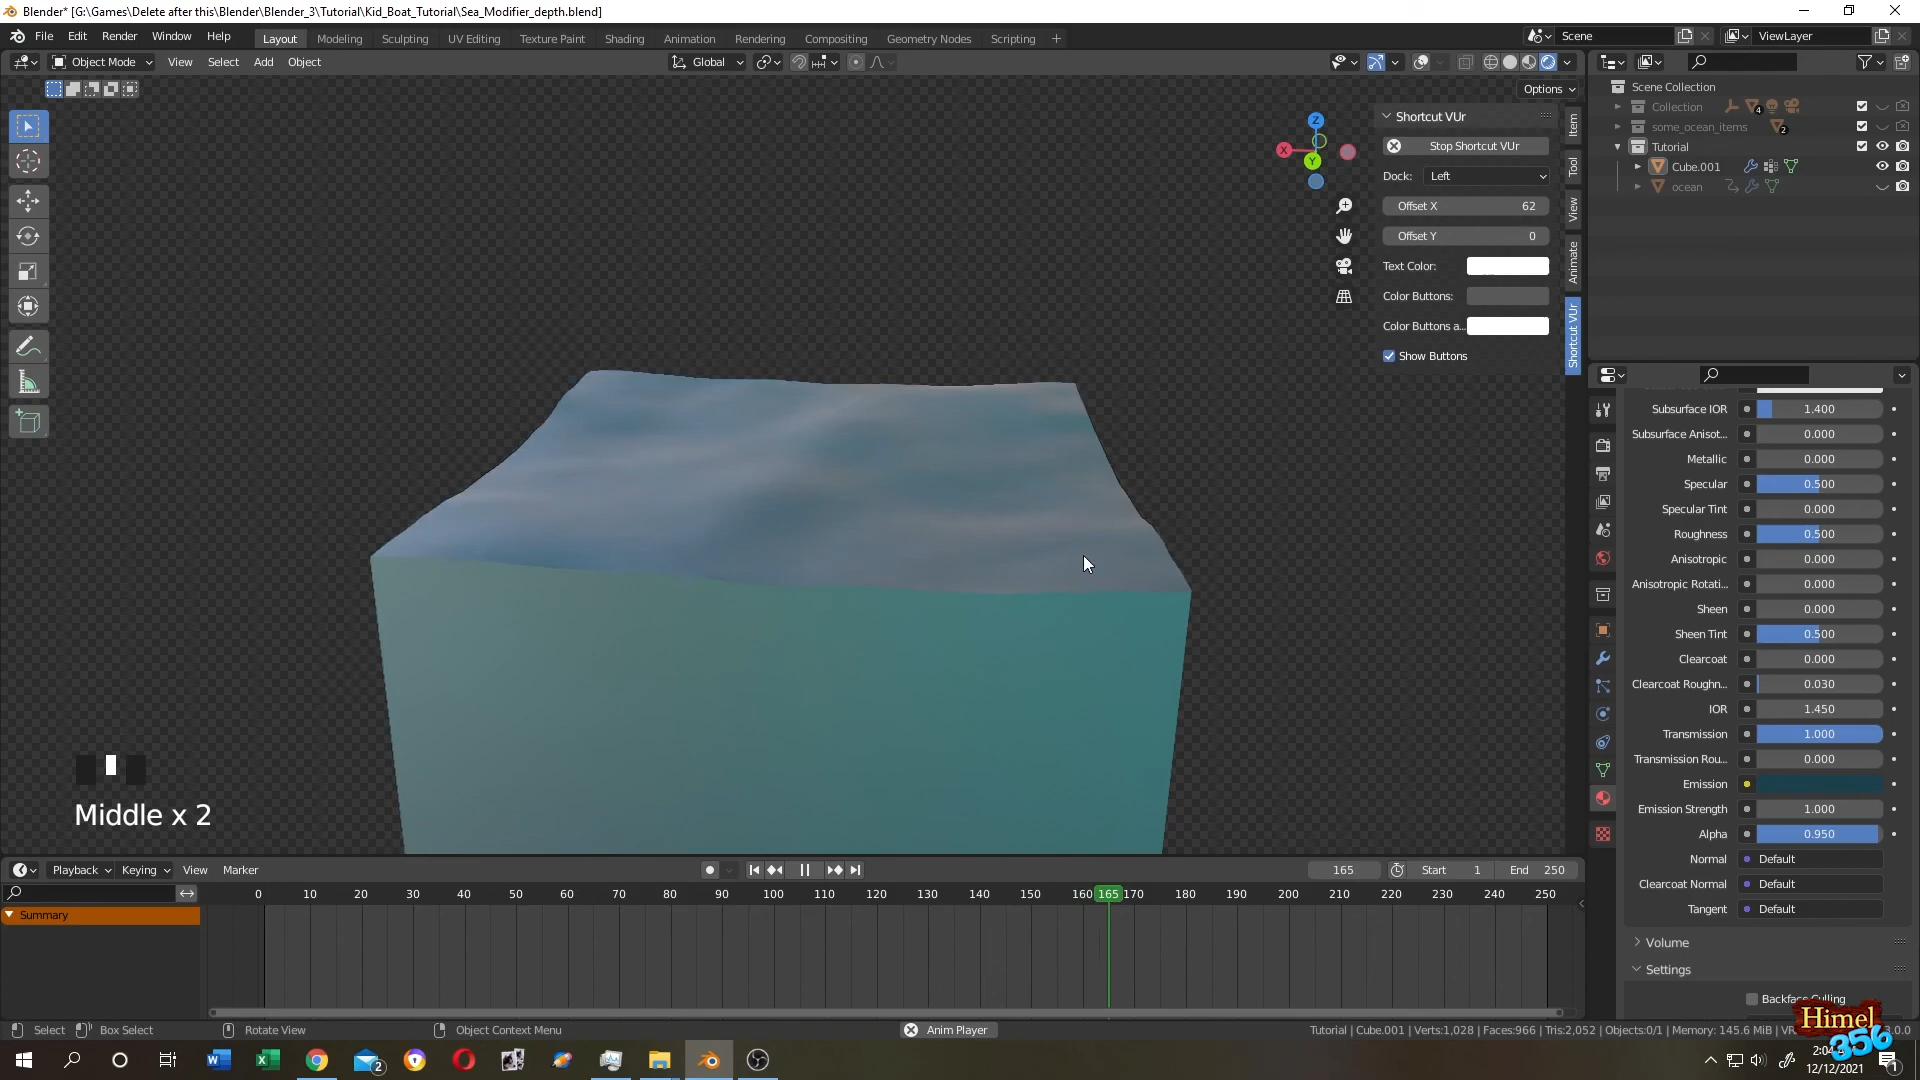 Blender* [G:\Games\Delete after this\Blender\Blender_3\Tutorial\Kid_Boat_Tutorial\Sea_Modifier_depth.blend]
File Edit Render Window Help Layout Modeling Sculpting UV Editing Texture Paint Shading Animation Rendering Compositing Geometry Nodes Scripting + Scene ViewLayer
Object Mode View Select Add Object Global
Options
Scene Collection
Collection 4
some_ocean_items 2
Tutorial
Cube.001
ocean
Shortcut VUr
Stop Shortcut VUr
Dock: Left
Offset X 62
Offset Y 0
Text Color:
Color Buttons:
Color Buttons a...
Show Buttons
Item
Tool
View
Animate
Shortcut VUr
Z
X
Y
Subsurface IOR 1.400
Subsurface Anisot... 0.000
Metallic 0.000
Specular 0.500
Specular Tint 0.000
Roughness 0.500
Anisotropic 0.000
Anisotropic Rotati... 0.000
Sheen 0.000
Sheen Tint 0.500
Clearcoat 0.000
Clearcoat Roughn... 0.030
IOR 1.450
Transmission 1.000
Transmission Rou... 0.000
Emission
Emission Strength 1.000
Alpha 0.950
Normal Default
Clearcoat Normal Default
Tangent Default
Volume
Settings
Backface Culling
Middle x 2
Playback Keying View Marker 165 Start 1 End 250
0 10 20 30 40 50 60 70 80 90 100 110 120 130 140 150 160 165 170 180 190 200 210 220 230 240 250
Summary
Select Box Select Rotate View Object Context Menu Anim Player Tutorial | Cube.001 | Verts:1,028 | Faces:966 | Tris:2,052 | Objects:0/1 | Memory: 145.6 MiB
Himel
356
2
12/12/2021
1